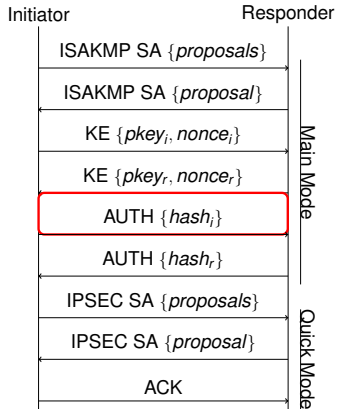 Initiator Responder
ISAKMP SA {proposals}
ISAKMP SA {proposal}
KE {pkeyᵢ, nonceᵢ}
KE {pkeyᵣ, nonceᵣ}
AUTH {hashᵢ}
AUTH {hashᵣ}
IPSEC SA {proposals}
IPSEC SA {proposal}
ACK
Main Mode
Quick Mode